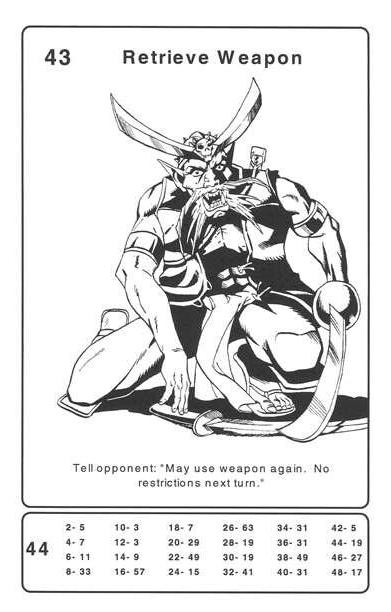 43 Retrieve Weapon
Tell opponent: "May use weapon again. No
restrictions next turn."
44
2- 5 10- 3 18- 7 26- 63 34- 31 42- 5
4- 7 12- 3 20- 29 28- 19 36- 31 44- 19
6- 11 14- 9 22- 49 30- 19 38- 49 46- 27
8- 33 16- 57 24- 15 32- 41 40- 31 48- 17